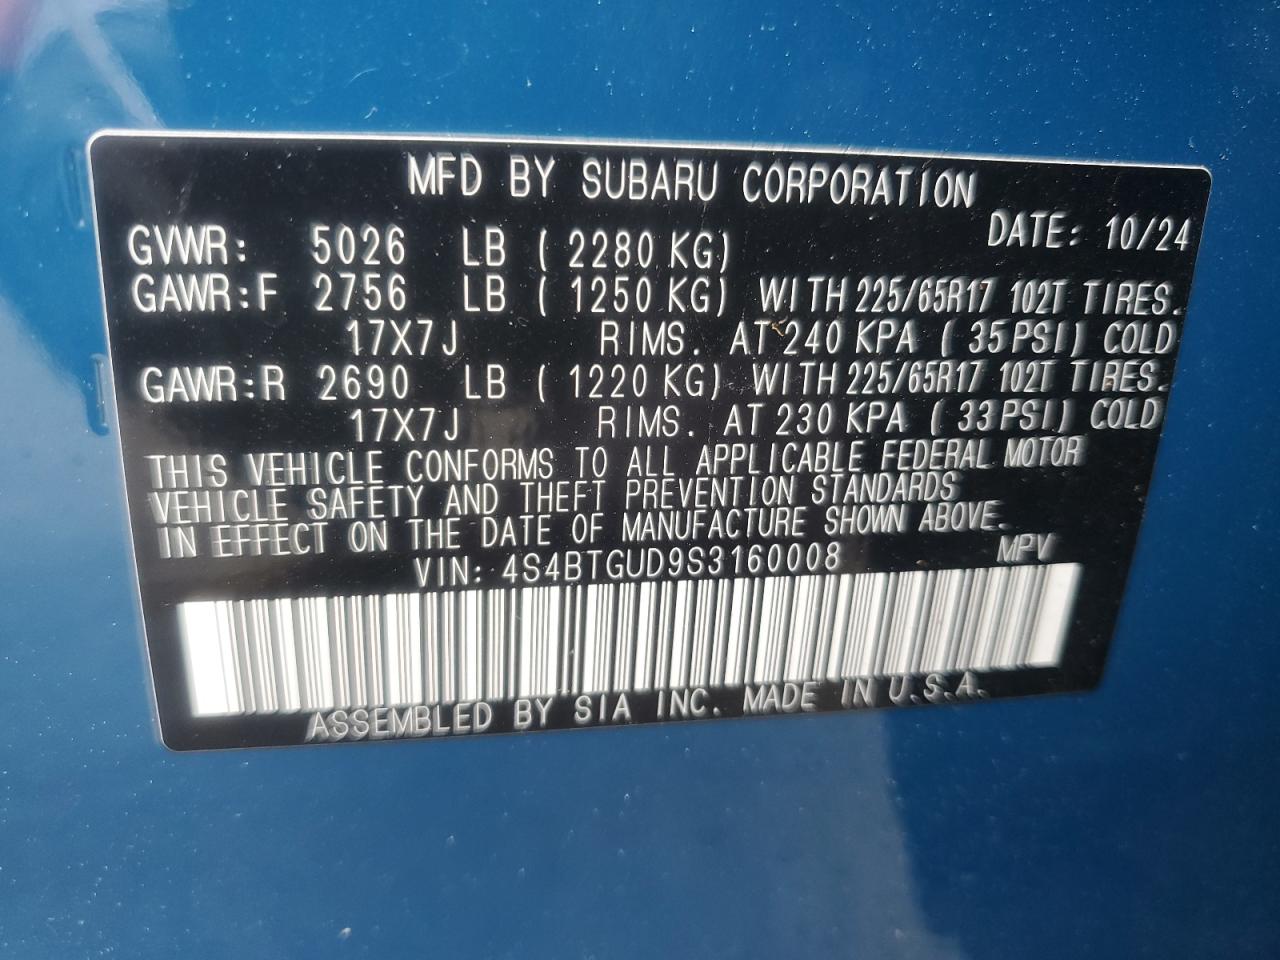 MFD BY SUBARU CORPORATION
DATE: 10/24
GVWR: 5026 LB ( 2280 KG)
GAWR:F 2756 LB ( 1250 KG) WITH 225/65R17 102T TIRES.
17X7J RIMS. AT 240 KPA ( 35 PSI) COLD
GAWR:R 2690 LB ( 1220 KG) WITH 225/65R17 102T TIRES.
17X7J RIMS. AT 230 KPA ( 33 PSI) COLD
THIS VEHICLE CONFORMS TO ALL APPLICABLE FEDERAL MOTOR
VEHICLE SAFETY AND THEFT PREVENTION STANDARDS
IN EFFECT ON THE DATE OF MANUFACTURE SHOWN ABOVE.
VIN: 4S4BTGUD9S3160008 MPV
ASSEMBLED BY SIA INC. MADE IN U.S.A.